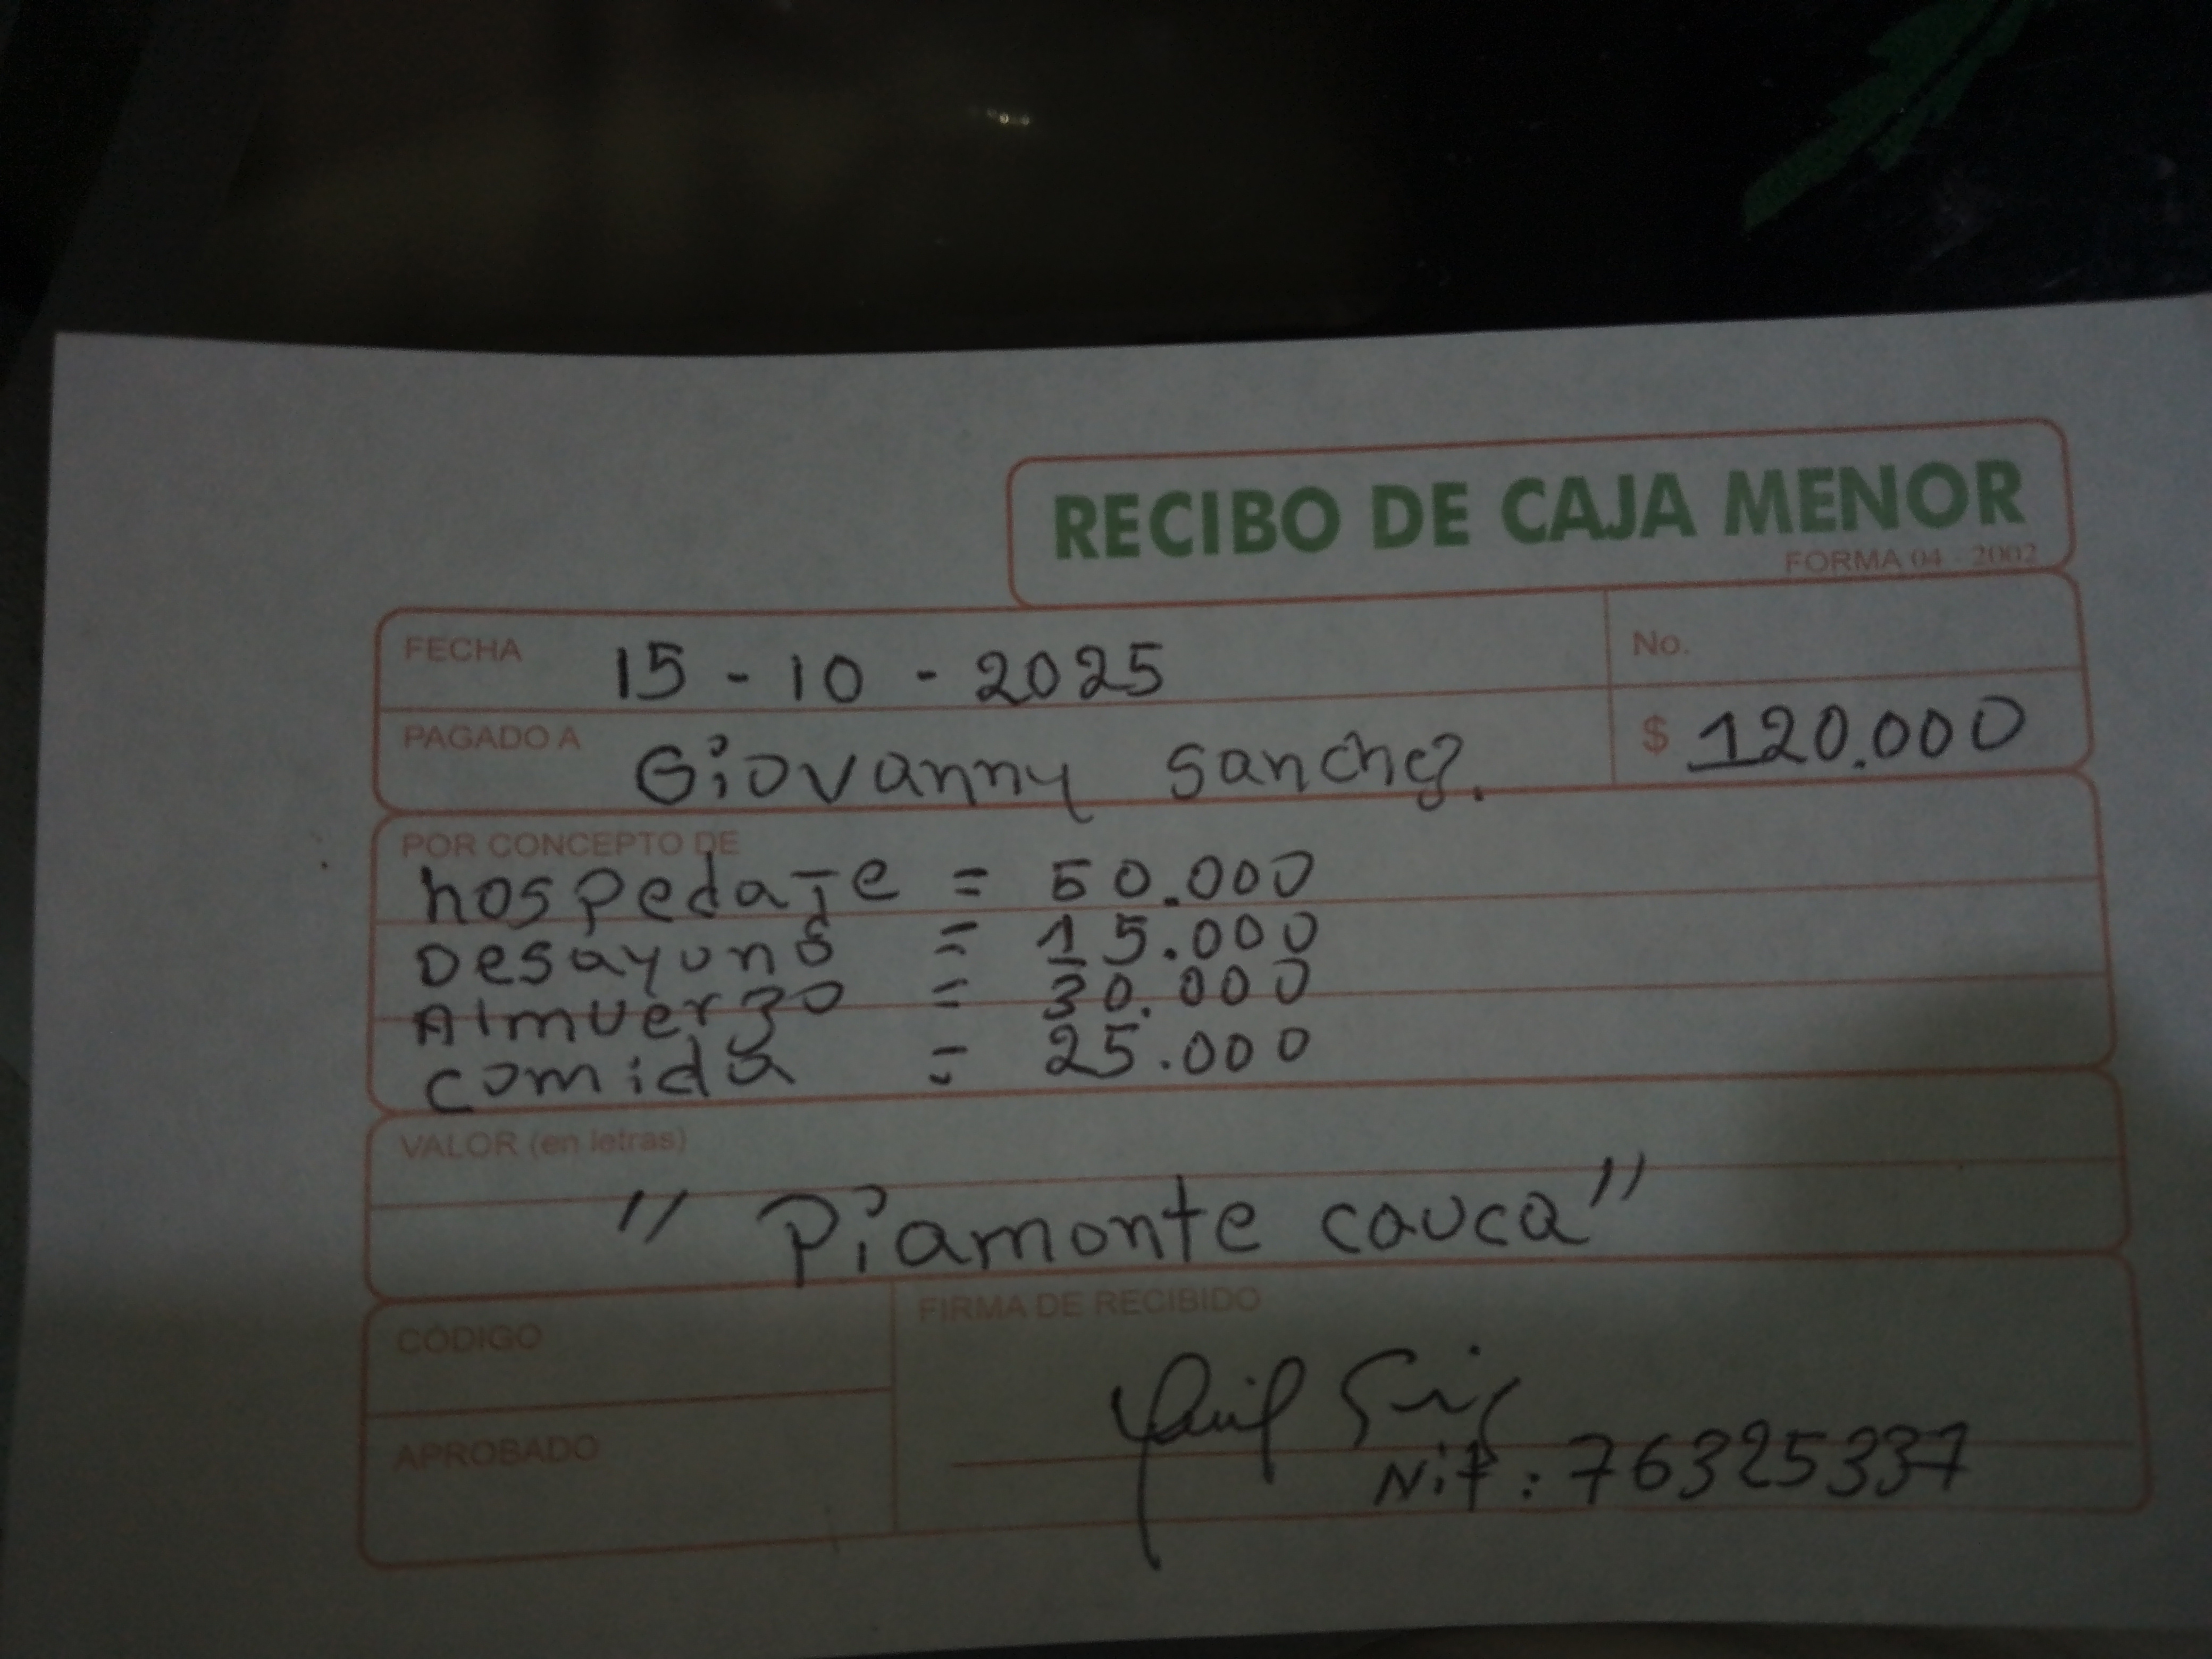 RECIBO DE CAJA MENOR
FORMA 04 - 2002
FECHA 15 - 10 - 2025
No.
PAGADO A Giovanny Sanchez.
$ 120.000
POR CONCEPTO DE
hospedaje = 50.000
Desayuno = 15.000
Almuerzo = 30.000
comida = 25.000
VALOR (en letras)
" Piamonte cauca"
CÓDIGO
FIRMA DE RECIBIDO
APROBADO
Nit : 76325337